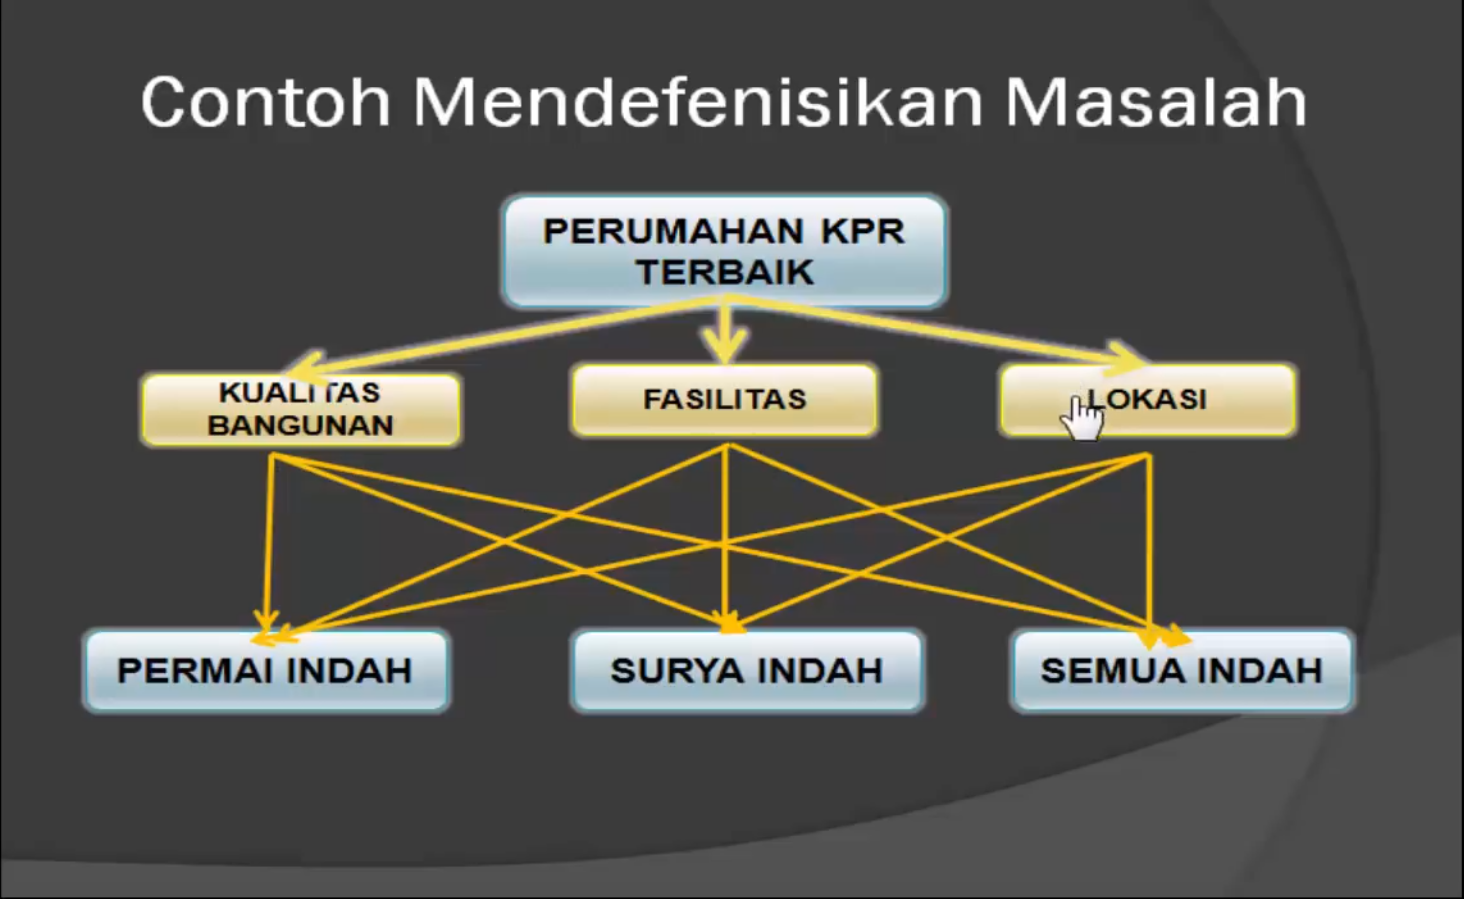 Contoh Mendefenisikan Masalah
PERUMAHAN KPR
TERBAIK
KUALITAS
BANGUNAN
FASILITAS
LOKASI
PERMAI INDAH
SURYA INDAH
SEMUA INDAH